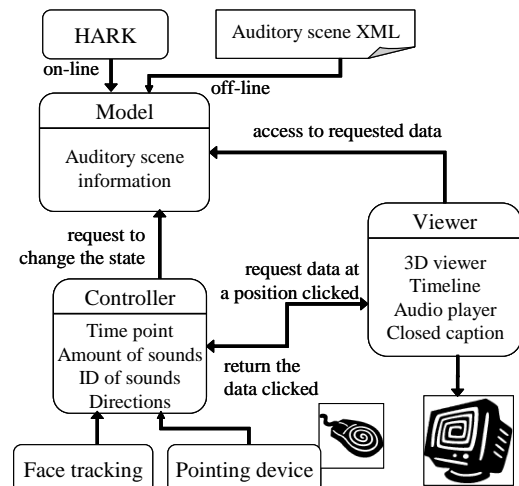 HARK
Auditory scene XML
on-line
off-line
Model
Auditory scene
information
access to requested data
request to
change the state
Viewer
3D viewer
Timeline
Audio player
Closed caption
request data at
a position clicked
Controller
Time point
Amount of sounds
ID of sounds
Directions
return the
data clicked
Face tracking
Pointing device